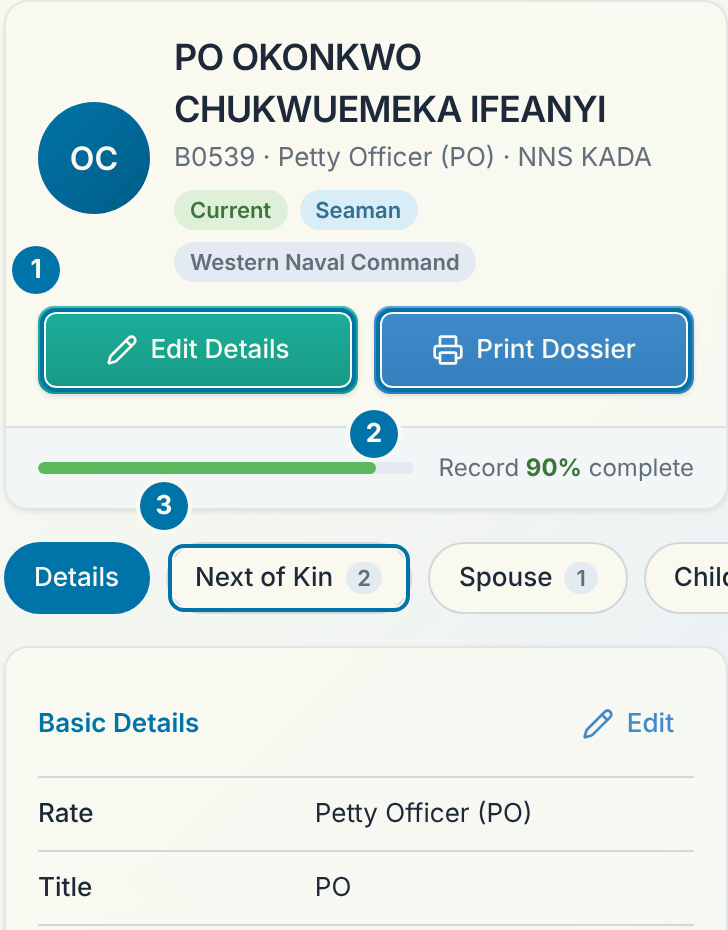 PO OKONKWO
CHUKWUEMEKA IFEANYI
OC
B0539 · Petty Officer (PO) · NNS KADA
Current
Seaman
Western Naval Command
1
Edit Details
Print Dossier
2
Record 90% complete
3
Details
Next of Kin 2
Spouse 1
Chilc
Basic Details
Edit
Rate
Petty Officer (PO)
Title
PO